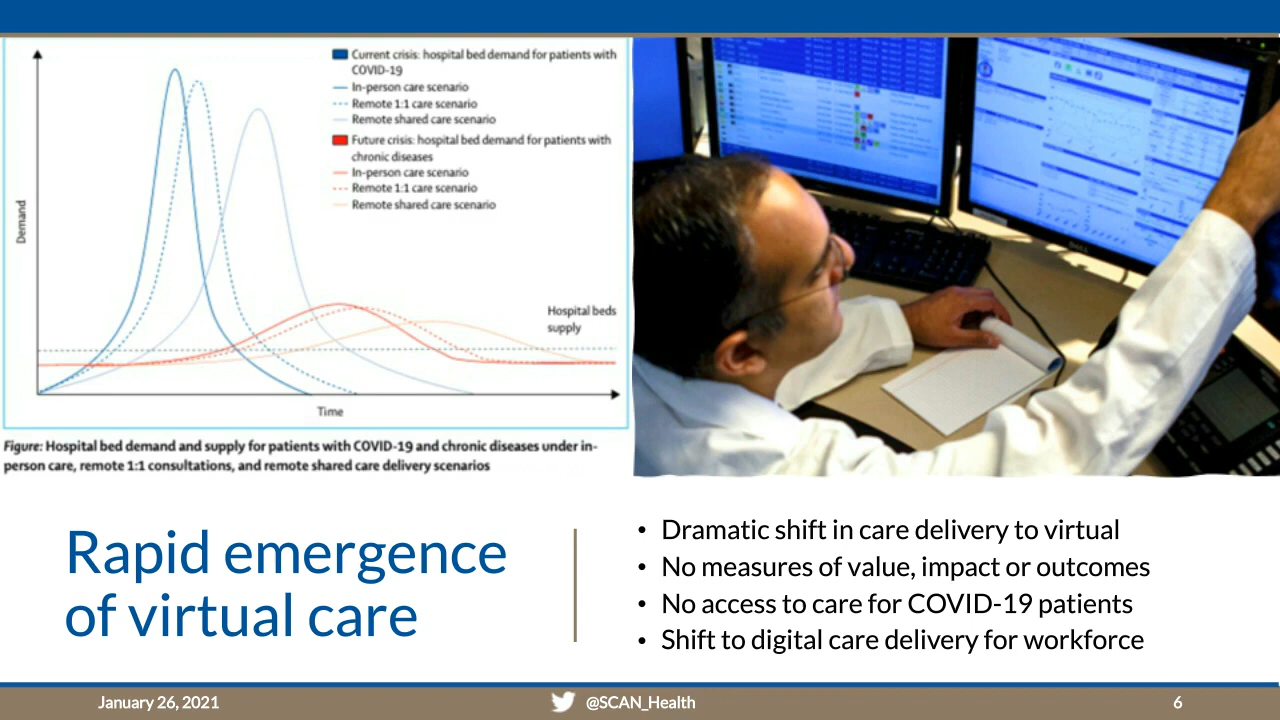 Current crisis: hospital bed demand for patients with
COVID-19
In-person care scenario
Remote 1:1 care scenario
Remote shared care scenario
Future crisis: hospital bed demand for patients with
chronic diseases
In-person care scenario
Remote 1:1 care scenario
Remote shared care scenario
Demand
Hospital beds
supply
Time
Figure: Hospital bed demand and supply for patients with COVID-19 and chronic diseases under in-
person care, remote 1:1 consultations, and remote shared care delivery scenarios
Rapid emergence
of virtual care
• Dramatic shift in care delivery to virtual
• No measures of value, impact or outcomes
• No access to care for COVID-19 patients
• Shift to digital care delivery for workforce
January 26, 2021
@SCAN_Health
6